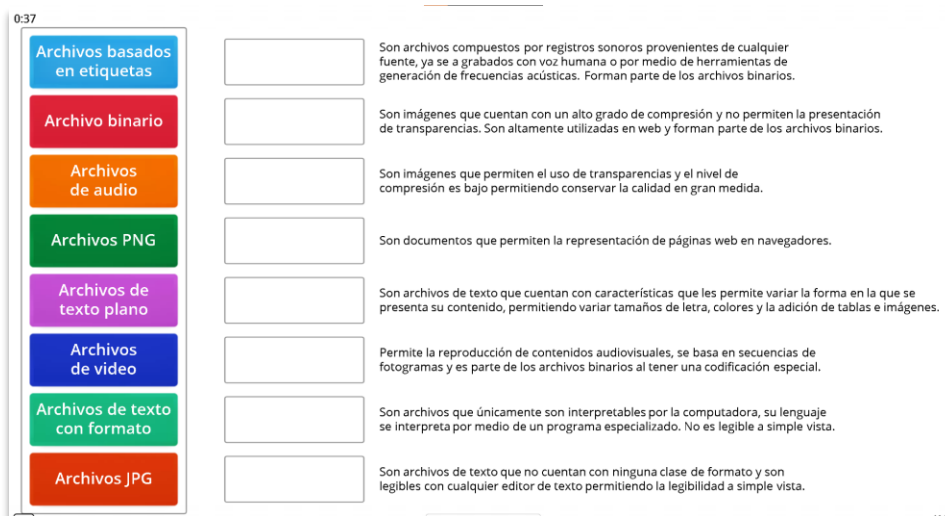 0:37
Archivos basados
en etiquetas
Son archivos compuestos por registros sonoros provenientes de cualquier
fuente, ya se a grabados con voz humana o por medio de herramientas de
generación de frecuencias acústicas. Forman parte de los archivos binarios.
Archivo binario
Son imágenes que cuentan con un alto grado de compresión y no permiten la presentación
de transparencias. Son altamente utilizadas en web y forman parte de los archivos binarios.
Archivos
de audio
Son imágenes que permiten el uso de transparencias y el nivel de
compresión es bajo permitiendo conservar la calidad en gran medida.
Archivos PNG
Son documentos que permiten la representación de páginas web en navegadores.
Archivos de
texto plano
Son archivos de texto que cuentan con características que les permite variar la forma en la que se
presenta su contenido, permitiendo variar tamaños de letra, colores y la adición de tablas e imágenes.
Archivos
de video
Permite la reproducción de contenidos audiovisuales, se basa en secuencias de
fotogramas y es parte de los archivos binarios al tener una codificación especial.
Archivos de texto
con formato
Son archivos que únicamente son interpretables por la computadora, su lenguaje
se interpreta por medio de un programa especializado. No es legible a simple vista.
Archivos JPG
Son archivos de texto que no cuentan con ninguna clase de formato y son
legibles con cualquier editor de texto permitiendo la legibilidad a simple vista.